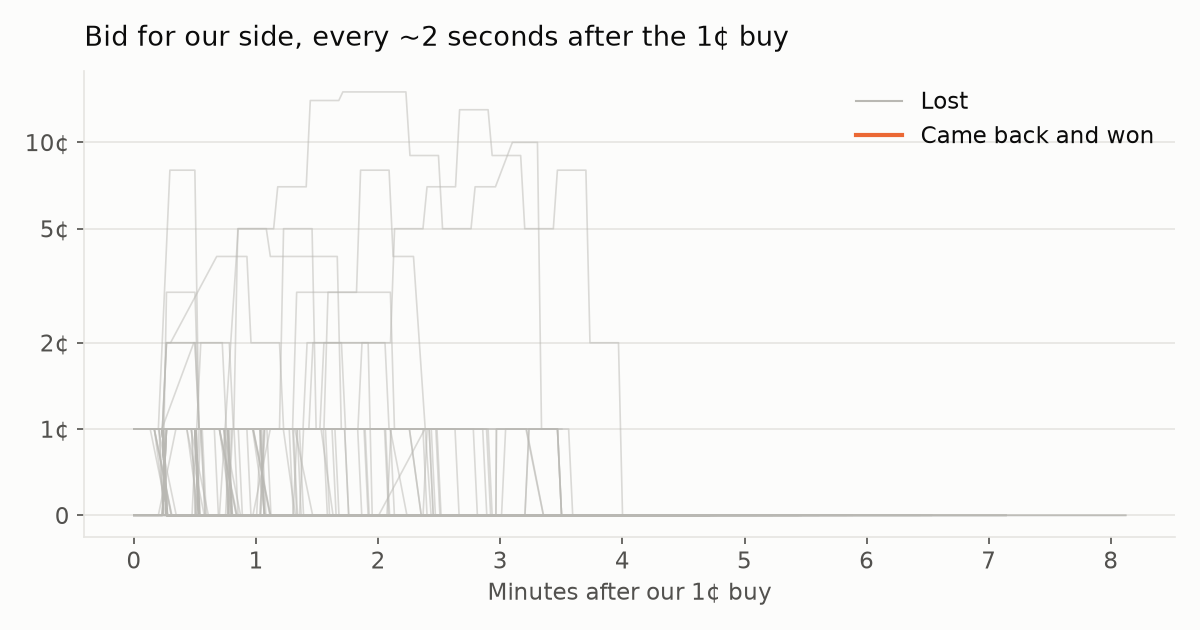 Bid for our side, every ~2 seconds after the 1¢ buy
Lost
Came back and won
10¢
5¢
2¢
1¢
0
0 1 2 3 4 5 6 7 8
Minutes after our 1¢ buy